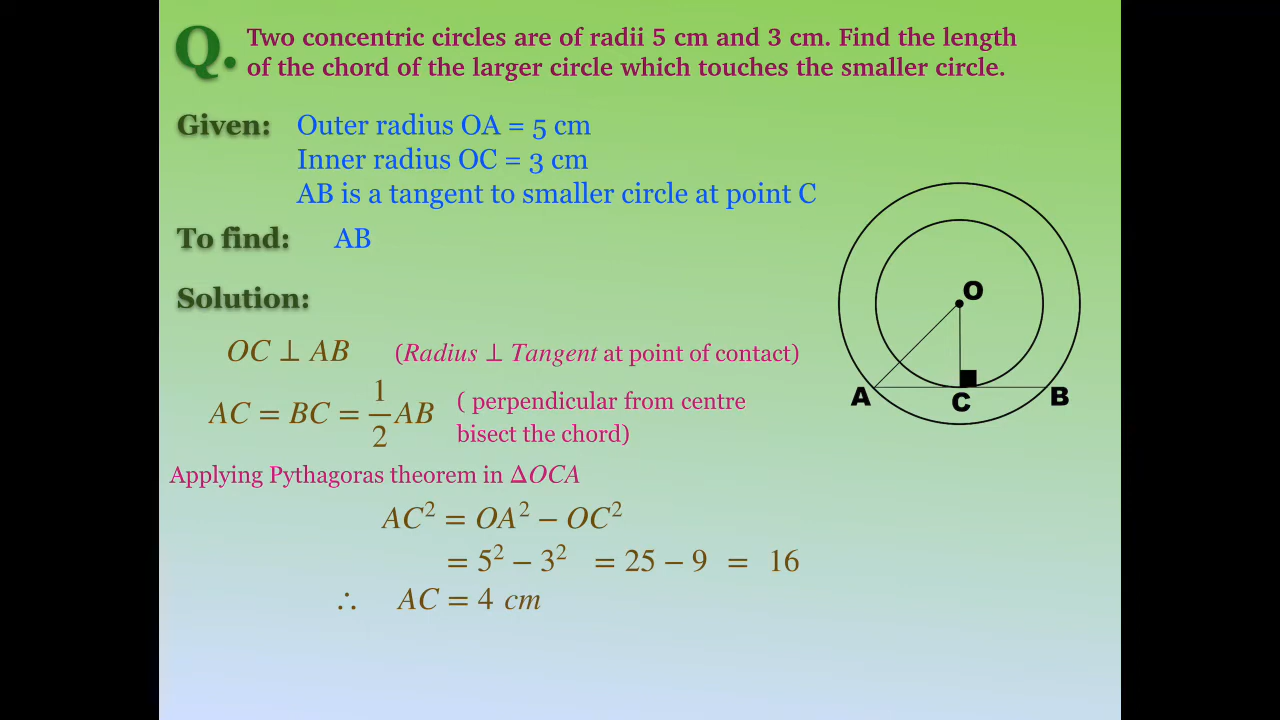 Q. Two concentric circles are of radii 5 cm and 3 cm. Find the length
of the chord of the larger circle which touches the smaller circle.
Given: Outer radius OA = 5 cm
Inner radius OC = 3 cm
AB is a tangent to smaller circle at point C
To find: AB
Solution:
OC ⊥ AB (Radius ⊥ Tangent at point of contact)
AC = BC = 1/2 AB ( perpendicular from centre
bisect the chord)
Applying Pythagoras theorem in ΔOCA
AC² = OA² − OC²
= 5² − 3² = 25 − 9 = 16
∴ AC = 4 cm
O
A
C
B